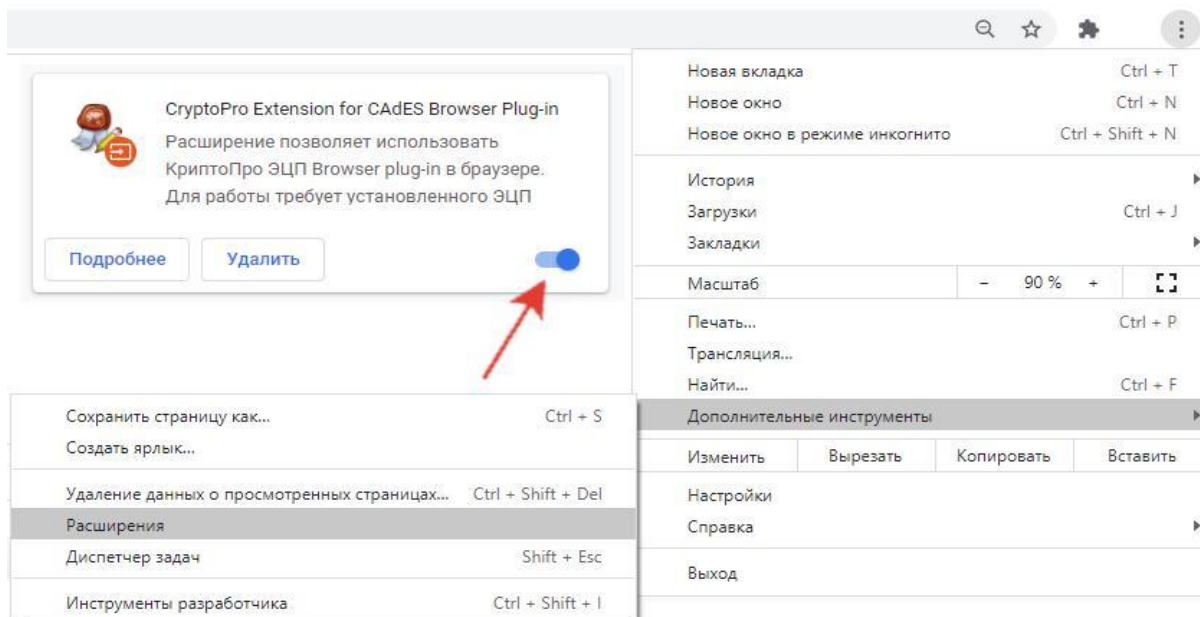 CryptoPro Extension for CAdES Browser Plug-in
Расширение позволяет использовать
КриптоПро ЭЦП Browser plug-in в браузере.
Для работы требует установленного ЭЦП
Подробнее Удалить
Новая вкладка Ctrl + T
Новое окно Ctrl + N
Новое окно в режиме инкогнито Ctrl + Shift + N
История
Загрузки Ctrl + J
Закладки
Масштаб – 90 % +
Печать... Ctrl + P
Трансляция...
Найти... Ctrl + F
Дополнительные инструменты
Изменить Вырезать Копировать Вставить
Настройки
Справка
Выход
Сохранить страницу как... Ctrl + S
Создать ярлык...
Удаление данных о просмотренных страницах... Ctrl + Shift + Del
Расширения
Диспетчер задач Shift + Esc
Инструменты разработчика Ctrl + Shift + I